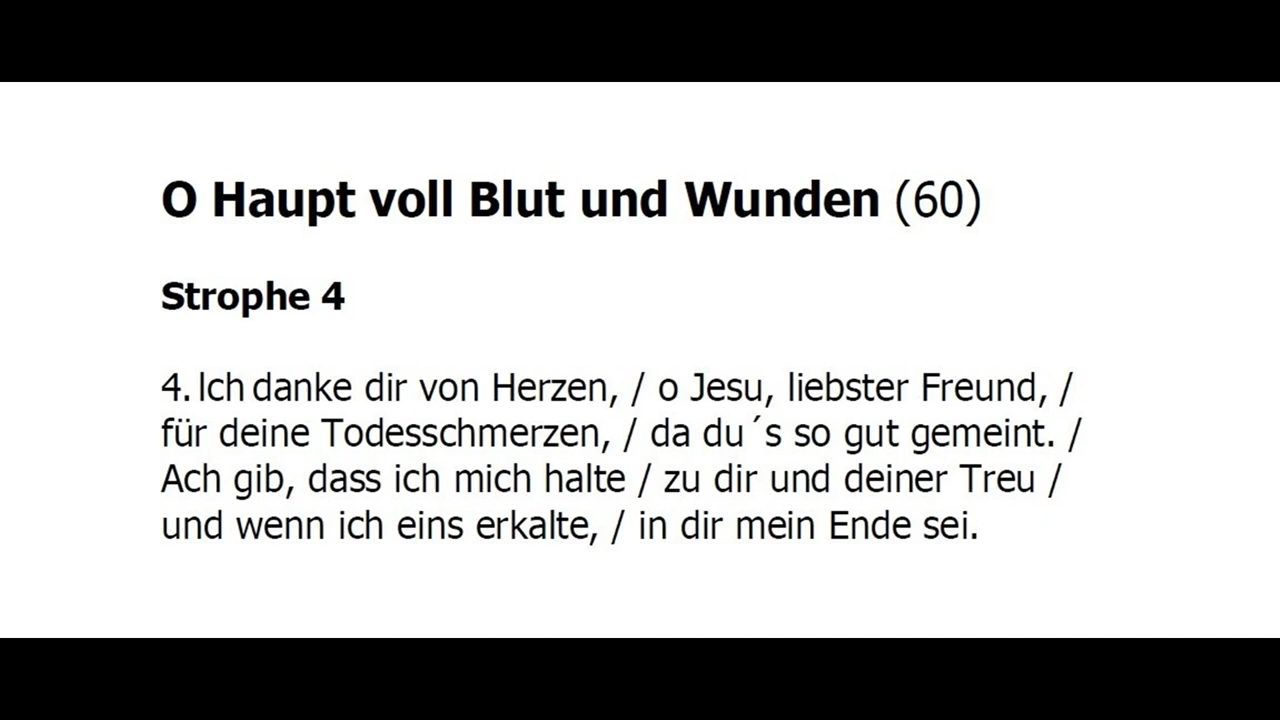 O Haupt voll Blut und Wunden (60)
Strophe 4
4. Ich danke dir von Herzen, / o Jesu, liebster Freund, /
für deine Todesschmerzen, / da du´s so gut gemeint. /
Ach gib, dass ich mich halte / zu dir und deiner Treu /
und wenn ich eins erkalte, / in dir mein Ende sei.